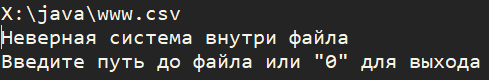 X:\java\www.csv
Неверная система внутри файла
Введите путь до файла или "0" для выхода